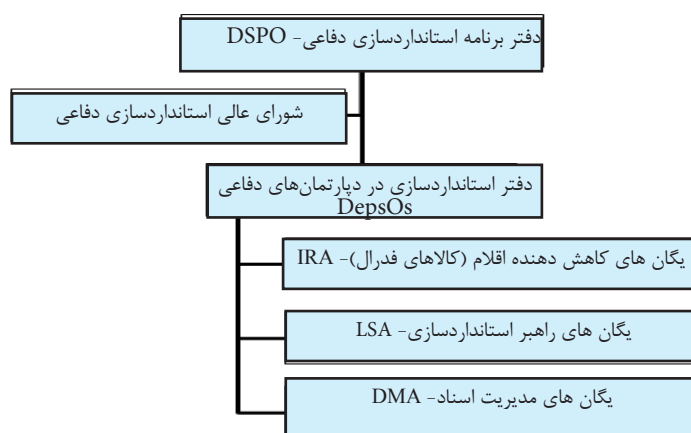 دفتر برنامه استانداردسازی دفاعی- DSPO
شورای عالی استانداردسازی دفاعی
دفتر استانداردسازی در دپارتمان‌های دفاعی
DepsOs
یگان های کاهش دهنده اقلام (کالاهای فدرال)- IRA
یگان های راهبر استانداردسازی- LSA
یگان های مدیریت اسناد- DMA